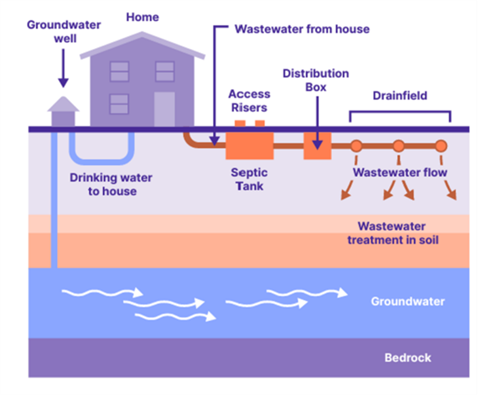 Groundwater
well
Home
Wastewater from house
Distribution
Box
Access
Risers
Drainfield
Drinking water
to house
Septic
Tank
Wastewater flow
Wastewater
treatment in soil
Groundwater
Bedrock